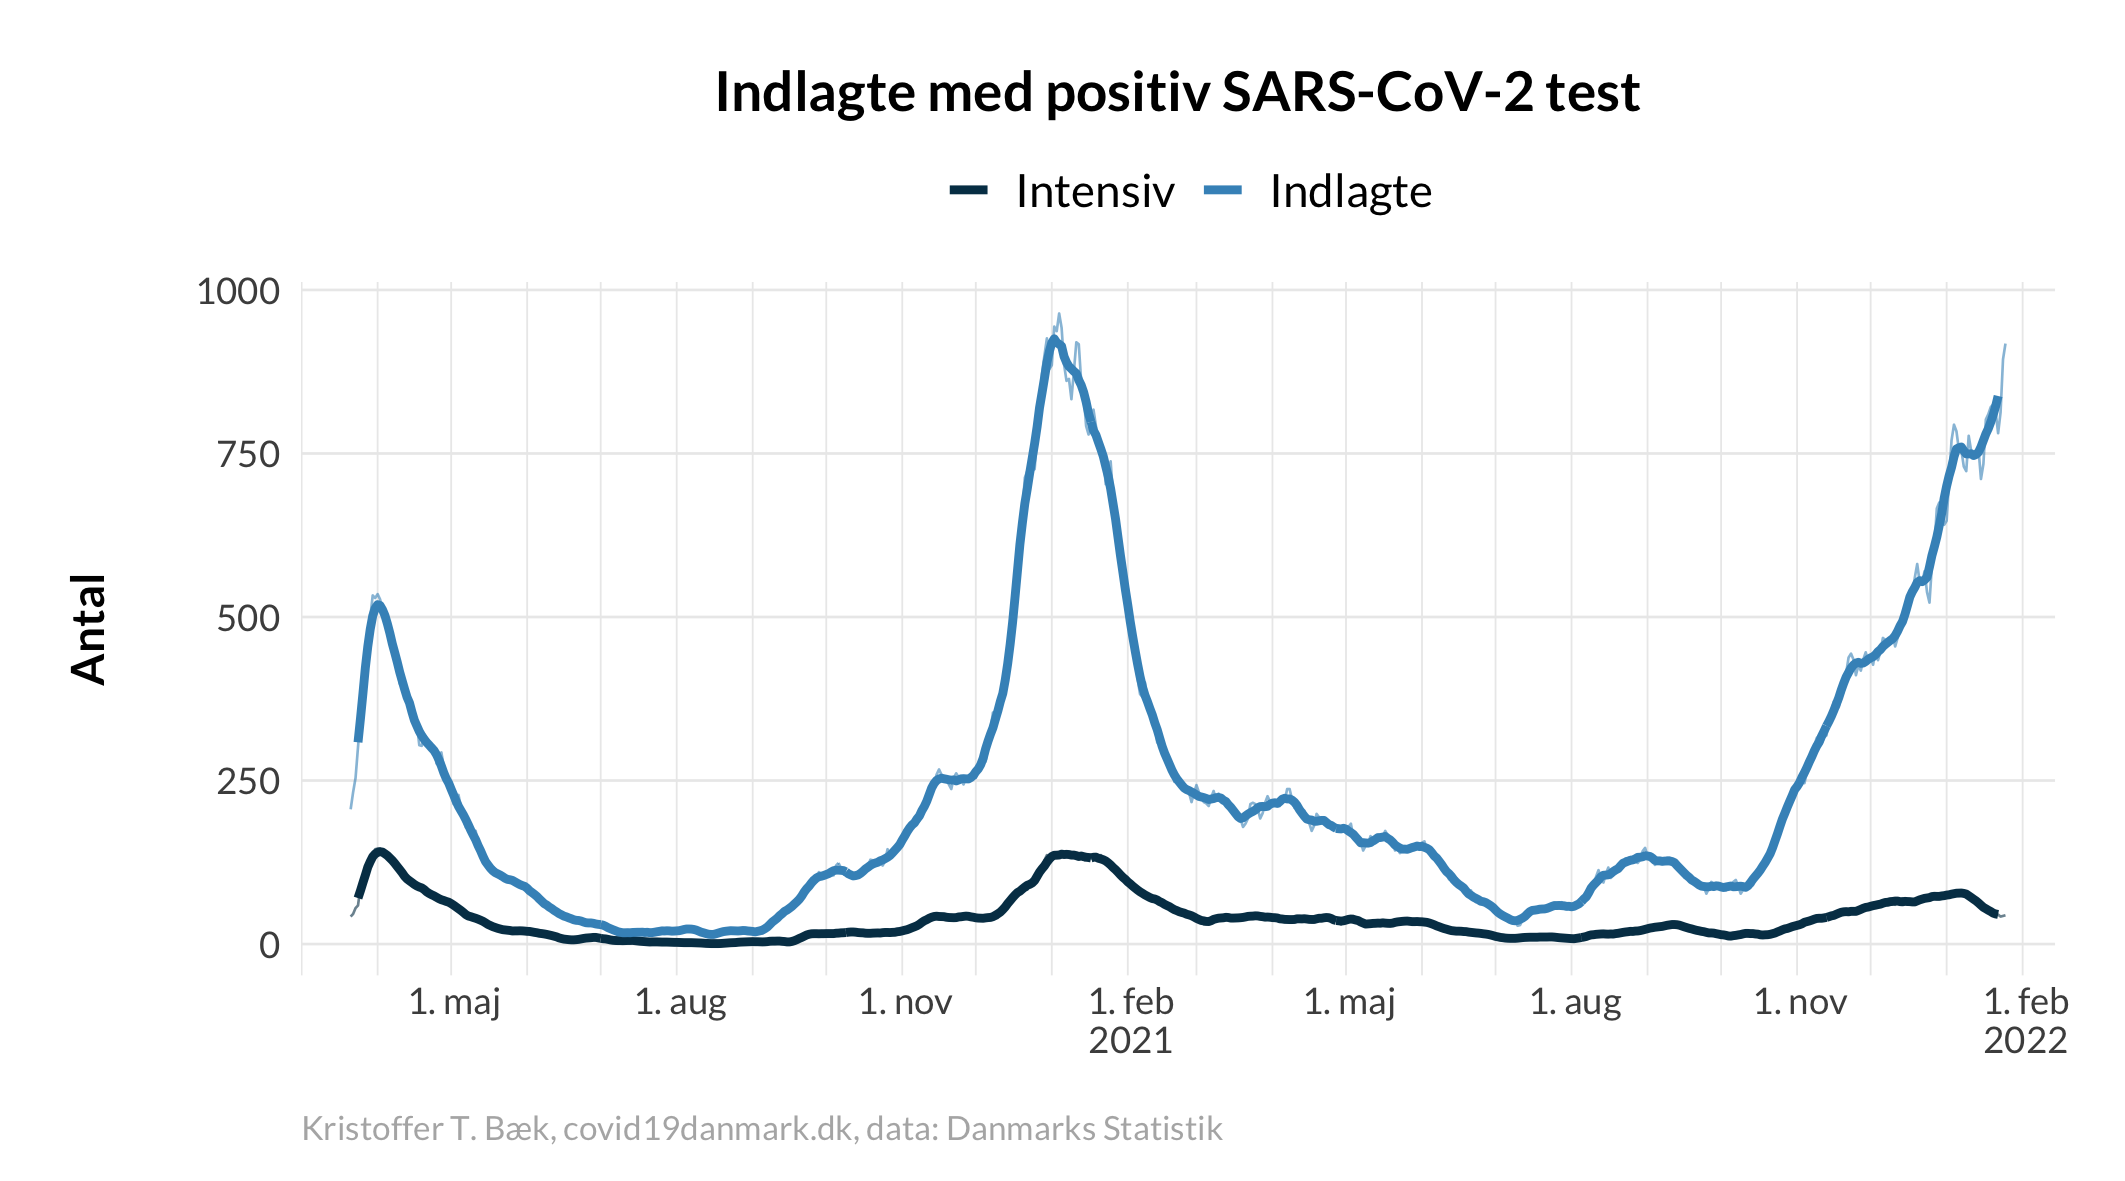 Indlagte med positiv SARS-CoV-2 test
Intensiv Indlagte
Antal
1000
750
500
250
0
1. maj 1. aug 1. nov 1. feb 1. maj 1. aug 1. nov 1. feb
2021 2022
Kristoffer T. Bæk, covid19danmark.dk, data: Danmarks Statistik